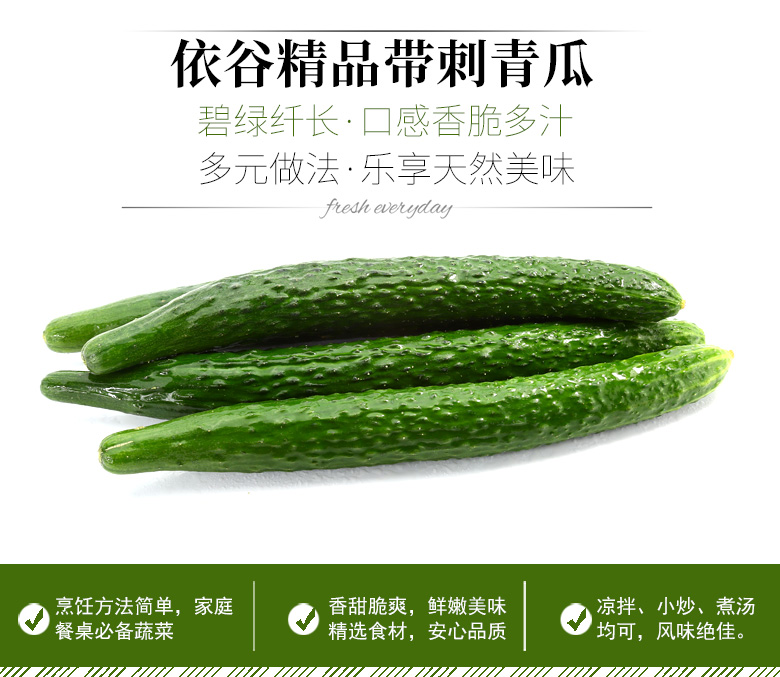 依谷精品带刺青瓜
碧绿纤长·口感香脆多汁
多元做法·乐享天然美味
fresh everyday
烹饪方法简单，家庭
餐桌必备蔬菜
香甜脆爽，鲜嫩美味
精选食材，安心品质
凉拌、小炒、煮汤
均可，风味绝佳。